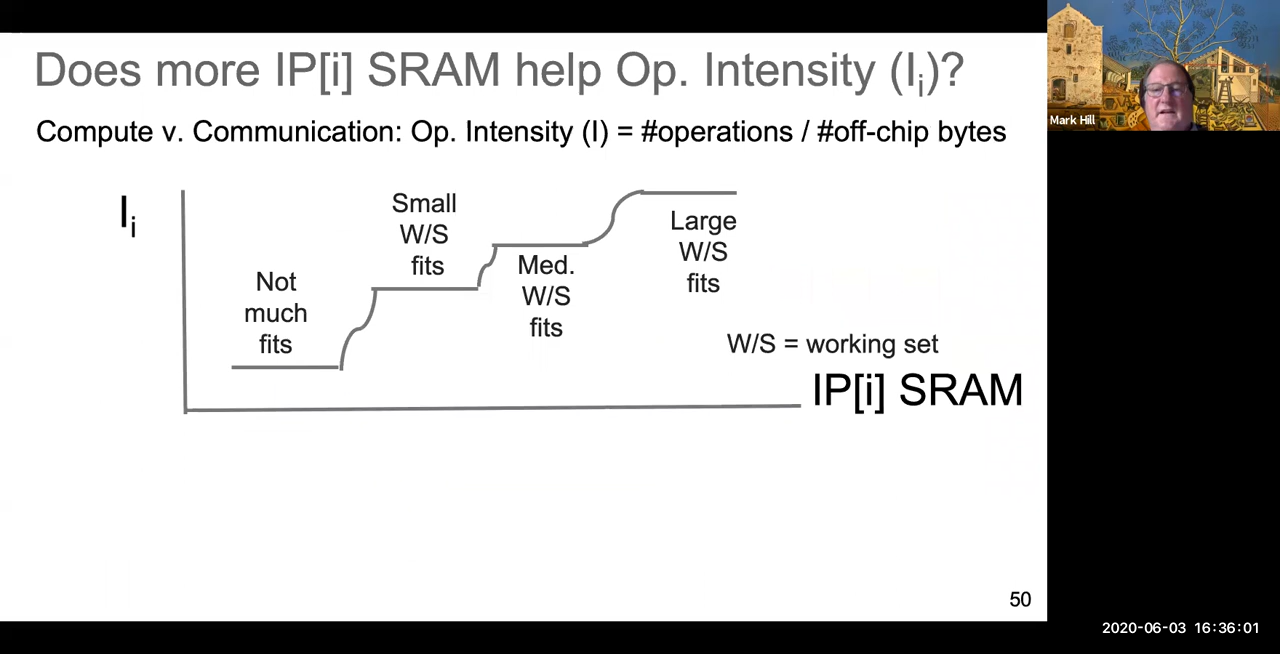 Does more IP[i] SRAM help Op. Intensity (Ii)?
Compute v. Communication: Op. Intensity (I) = #operations / #off-chip bytes
Ii
Not
much
fits
Small
W/S
fits
Med.
W/S
fits
Large
W/S
fits
W/S = working set
IP[i] SRAM
50
Mark Hill
2020-06-03 16:36:01